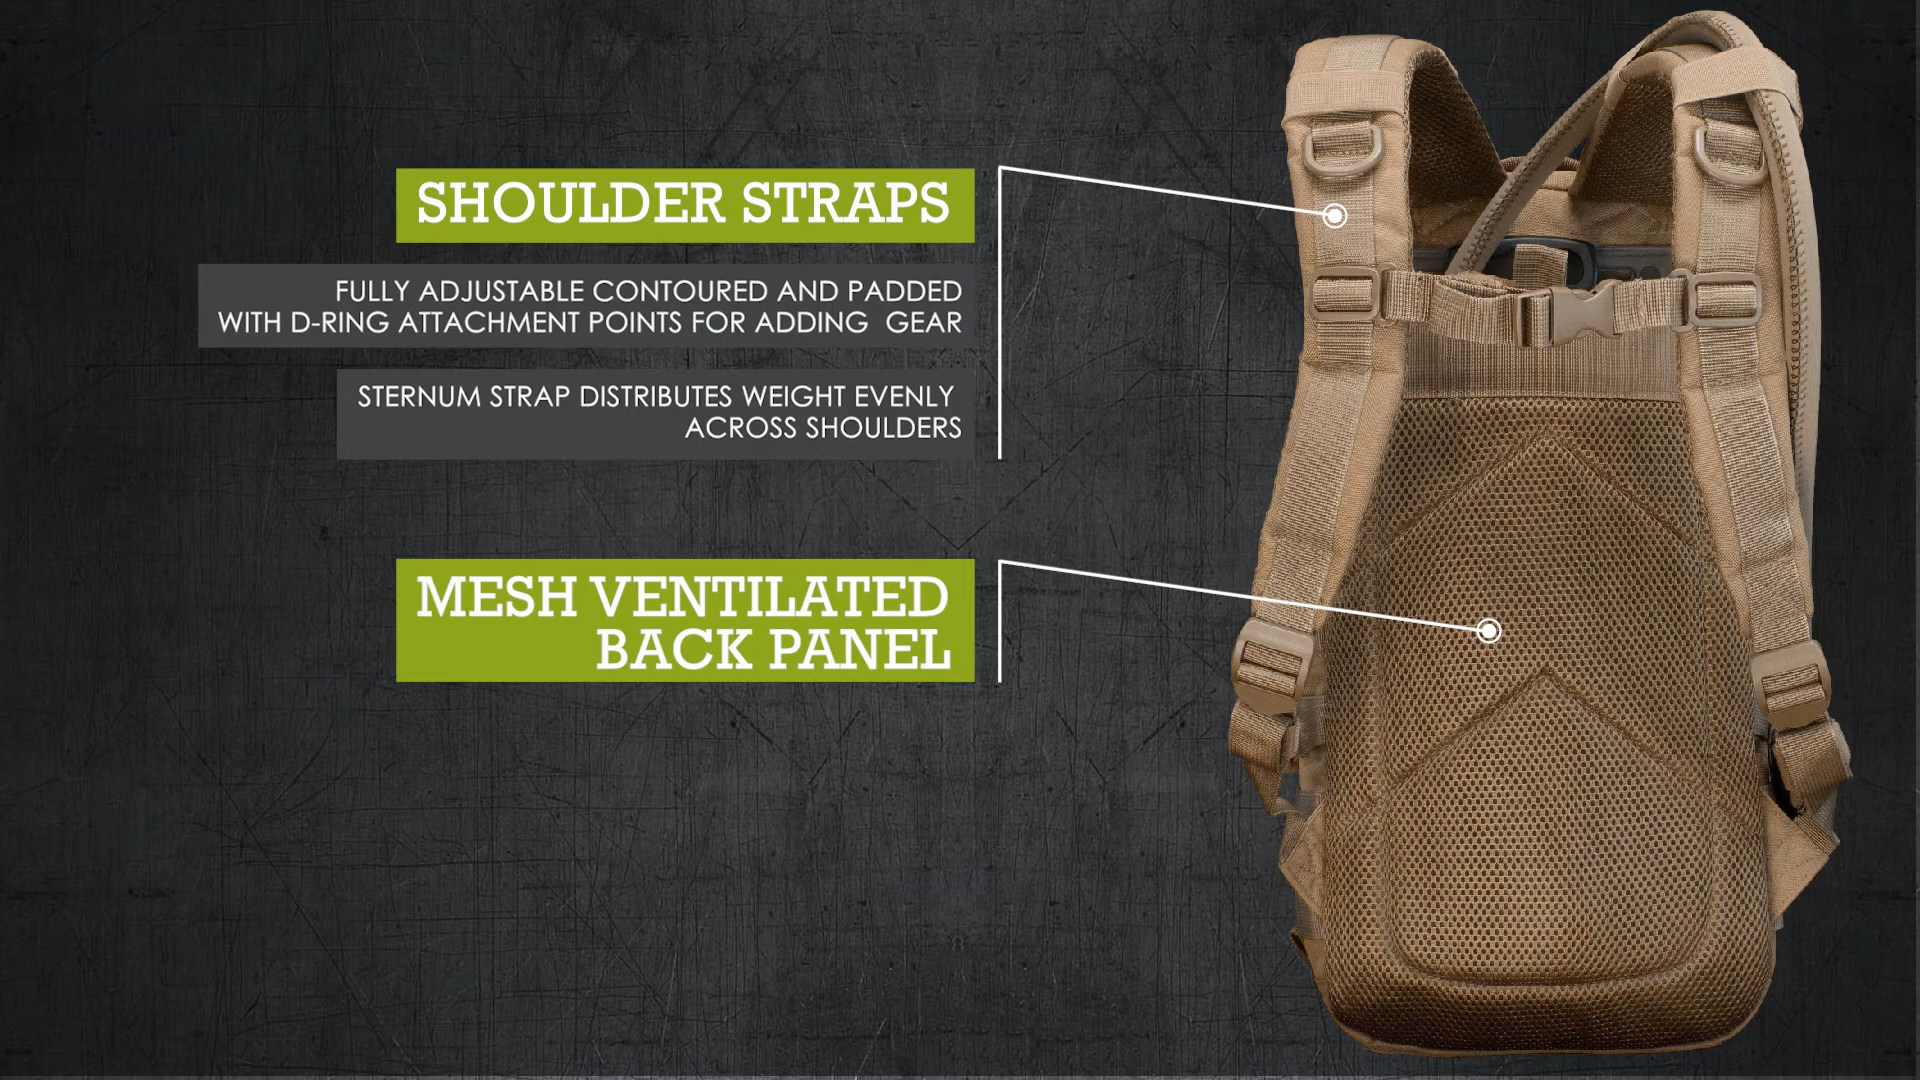 SHOULDER STRAPS
FULLY ADJUSTABLE CONTOURED AND PADDED
WITH D-RING ATTACHMENT POINTS FOR ADDING  GEAR
STERNUM STRAP DISTRIBUTES WEIGHT EVENLY
ACROSS SHOULDERS
MESH VENTILATED
BACK PANEL